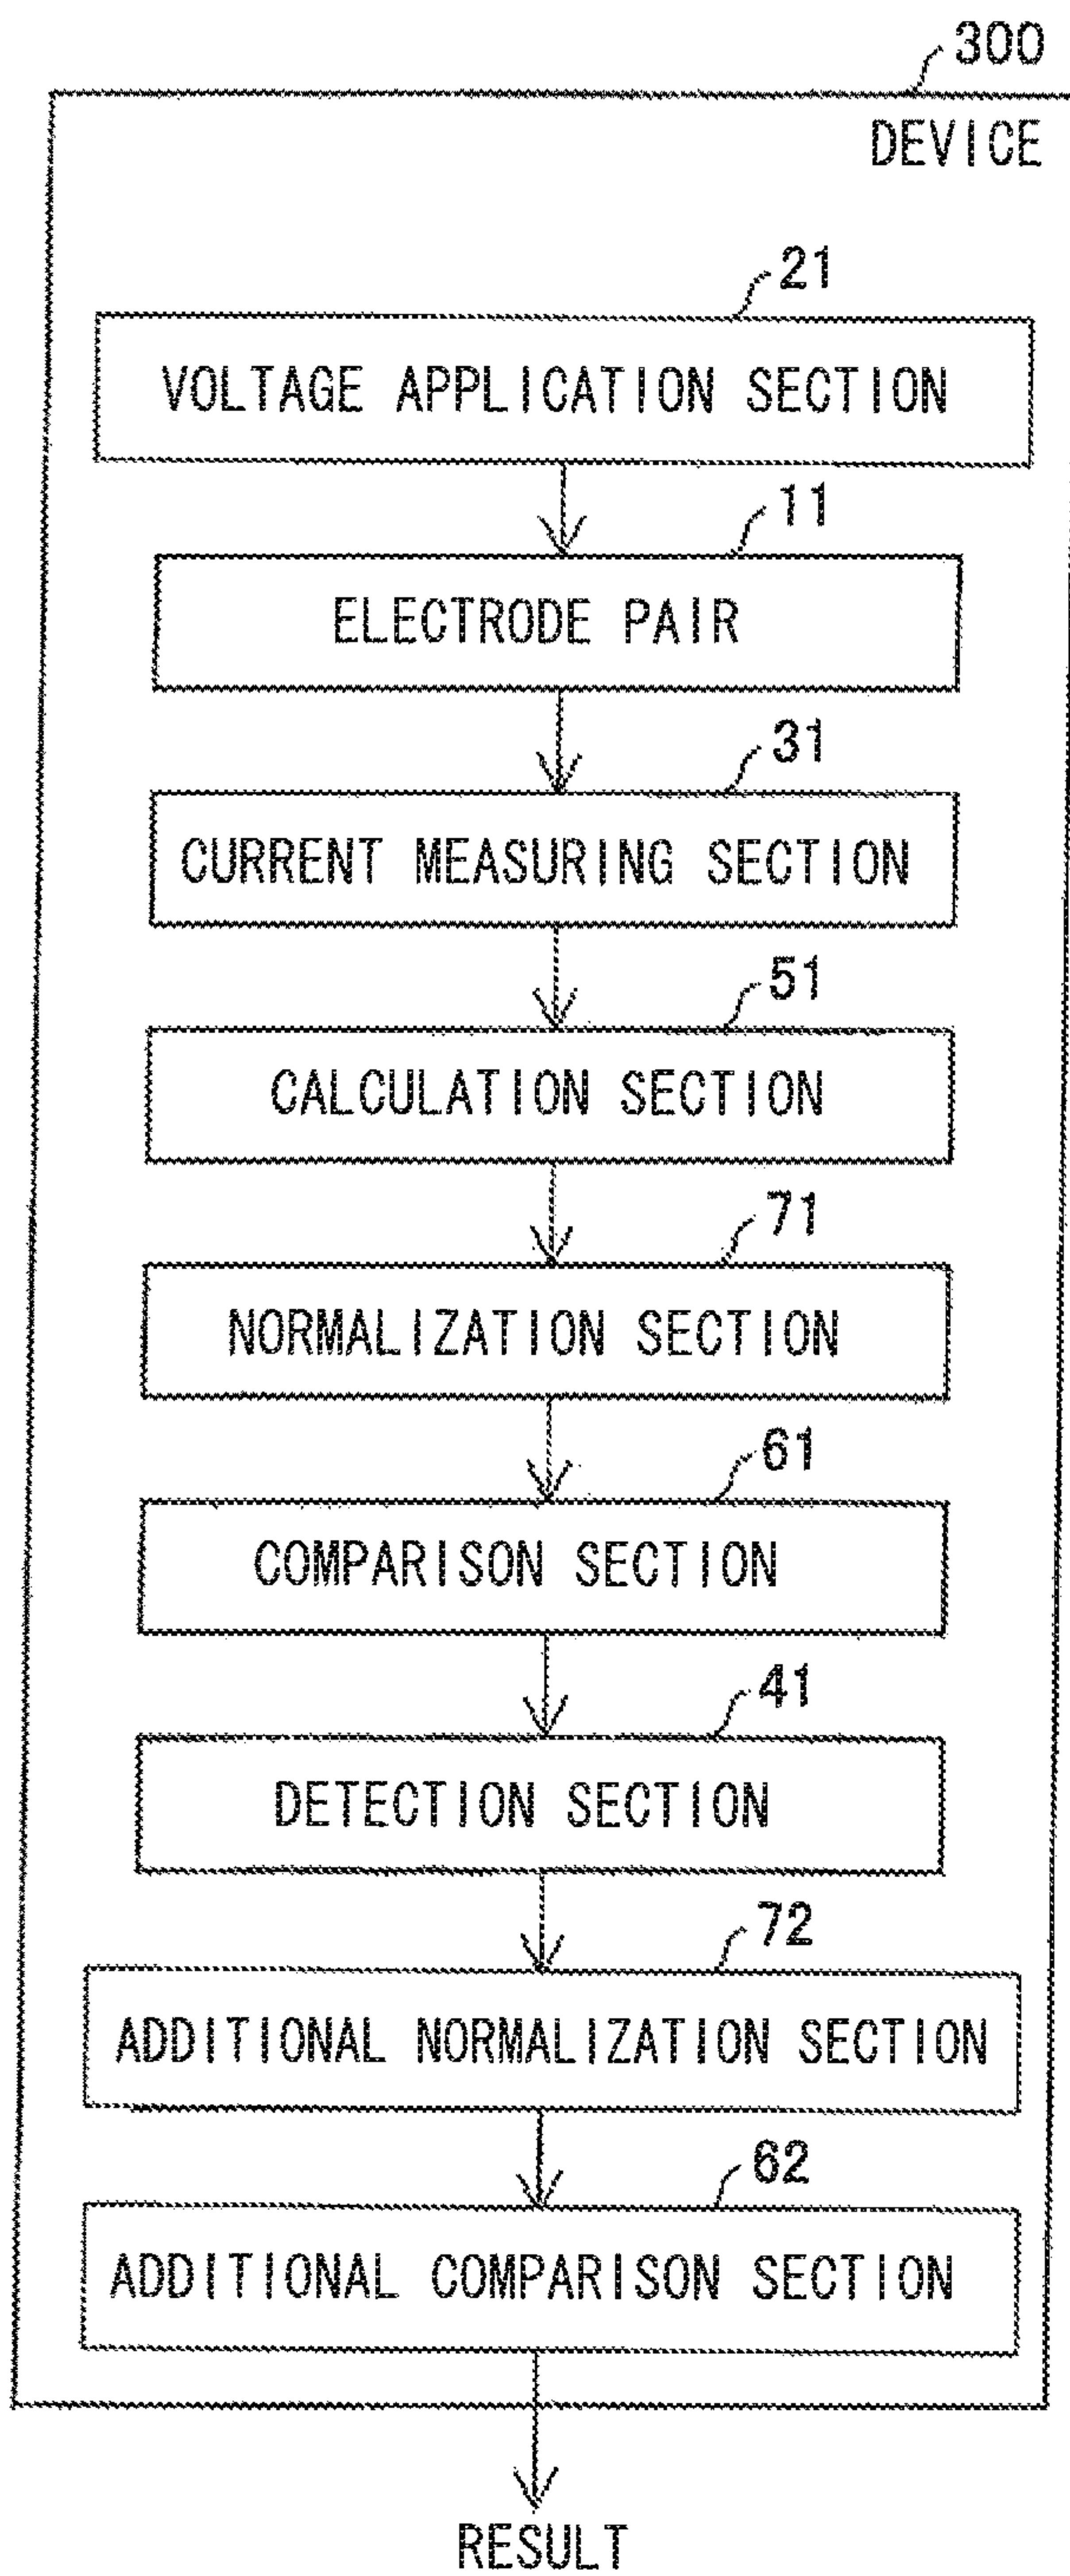 300
DEVICE
21
VOLTAGE APPLICATION SECTION
11
ELECTRODE PAIR
31
CURRENT MEASURING SECTION
51
CALCULATION SECTION
71
NORMALIZATION SECTION
61
COMPARISON SECTION
41
DETECTION SECTION
72
ADDITIONAL NORMALIZATION SECTION
62
ADDITIONAL COMPARISON SECTION
RESULT